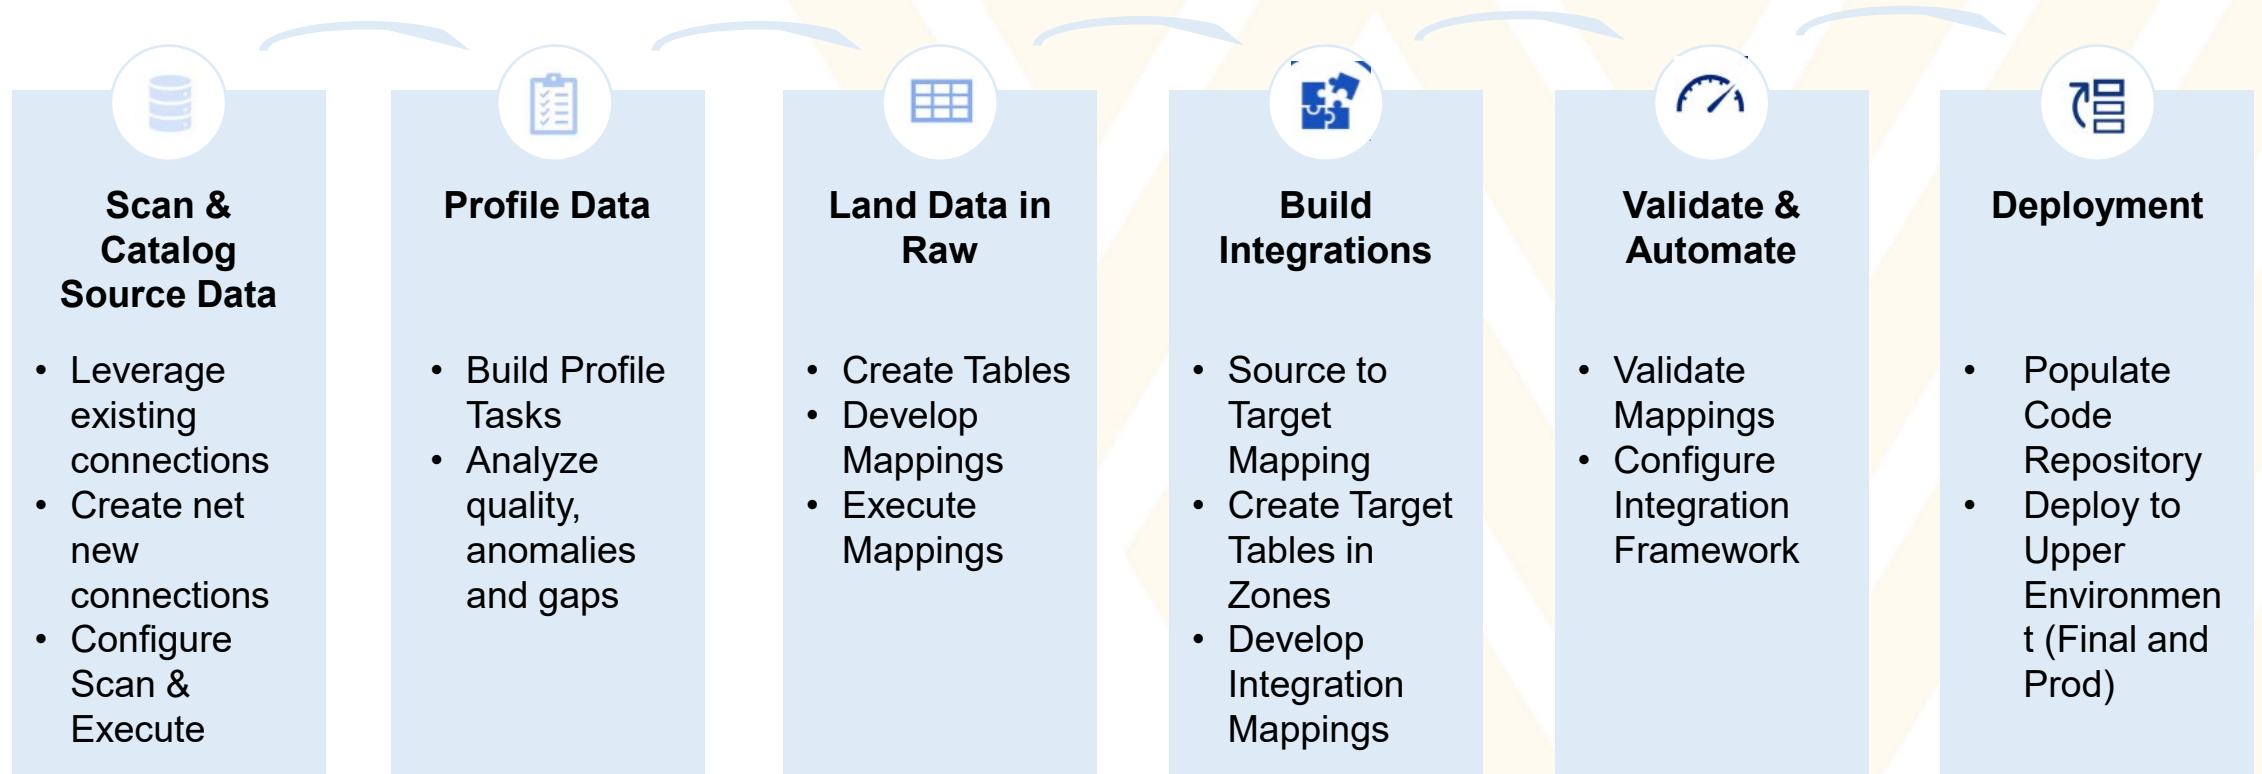 Scan &
Catalog
Source Data
• Leverage
existing
connections
• Create net
new
connections
• Configure
Scan &
Execute
Profile Data
• Build Profile
Tasks
• Analyze
quality,
anomalies
and gaps
Land Data in
Raw
• Create Tables
• Develop
Mappings
• Execute
Mappings
Build
Integrations
• Source to
Target
Mapping
• Create Target
Tables in
Zones
• Develop
Integration
Mappings
Validate &
Automate
• Validate
Mappings
• Configure
Integration
Framework
Deployment
• Populate
Code
Repository
• Deploy to
Upper
Environmen
t (Final and
Prod)